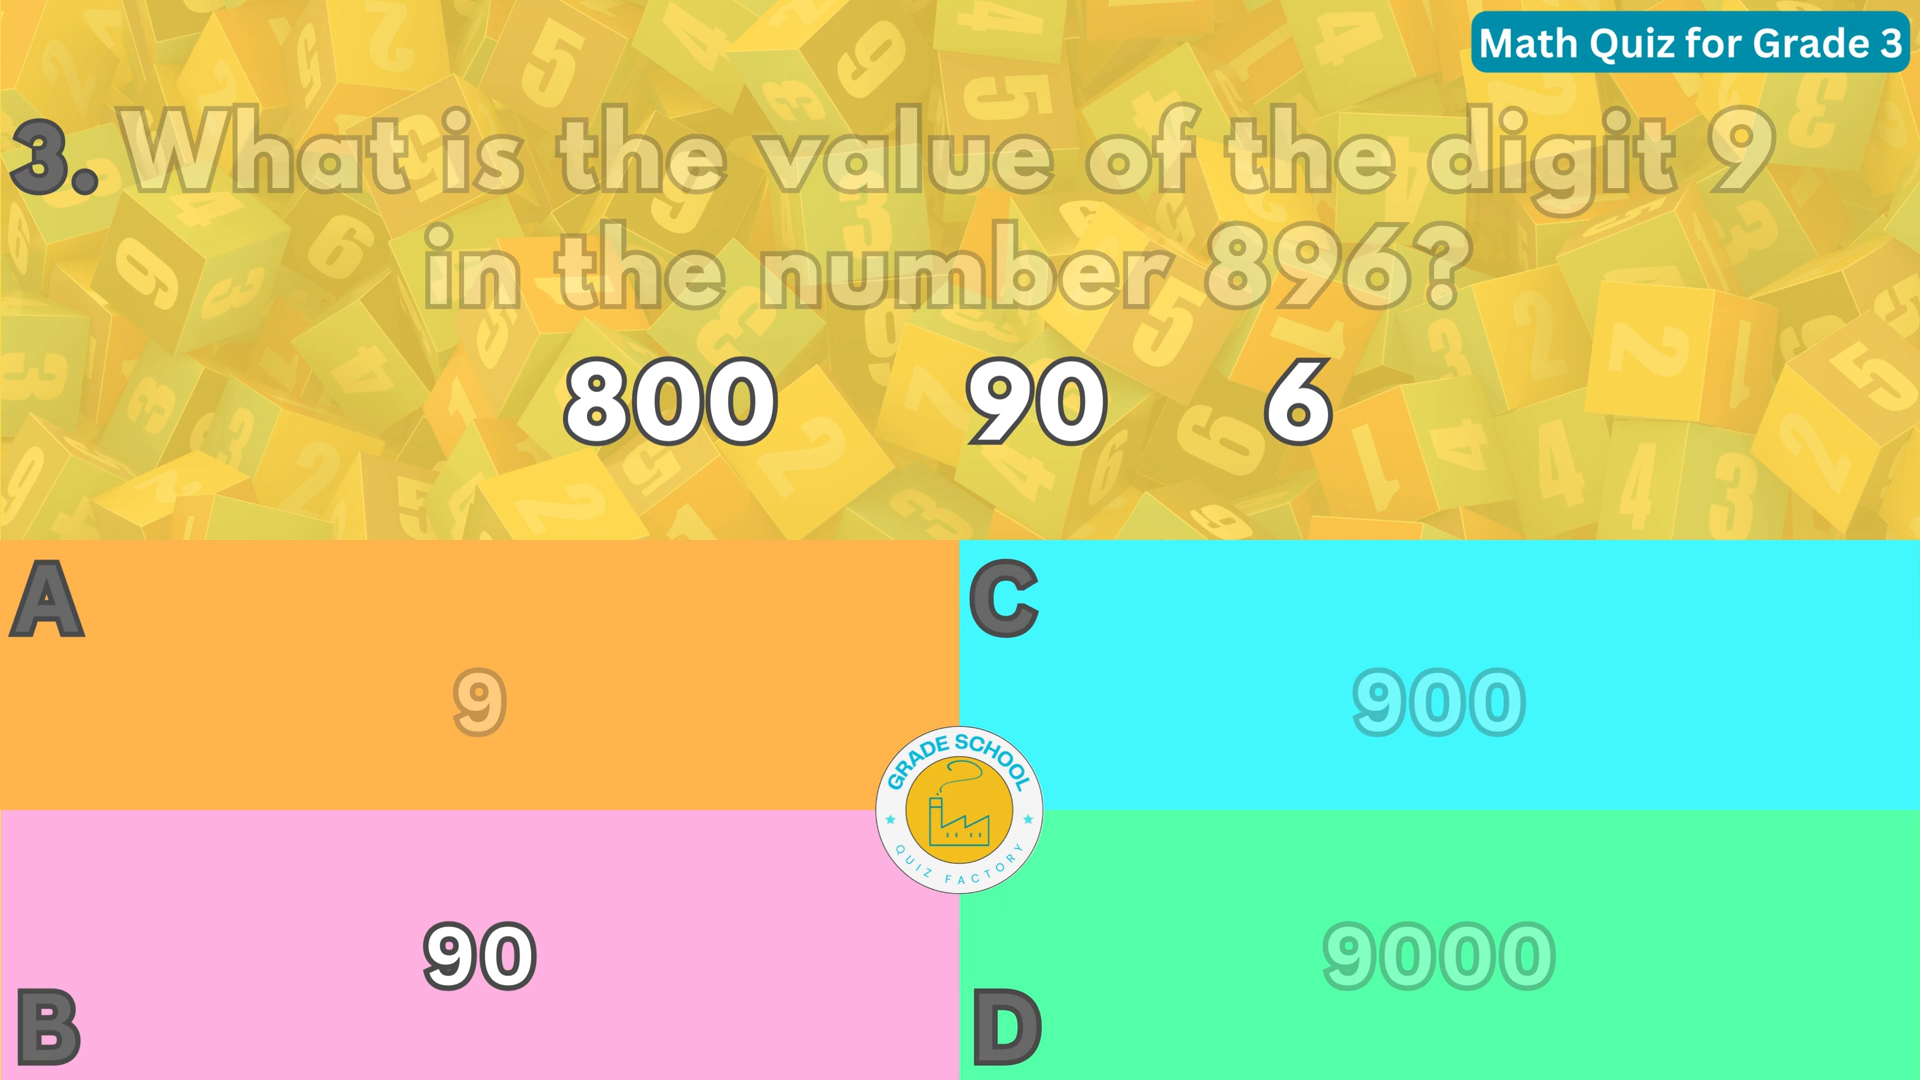 Math Quiz for Grade 3
3. What is the value of the digit 9
in the number 896?
800 90 6
A
9
C
900
B
90
D
9000
GRADE SCHOOL
QUIZ FACTORY